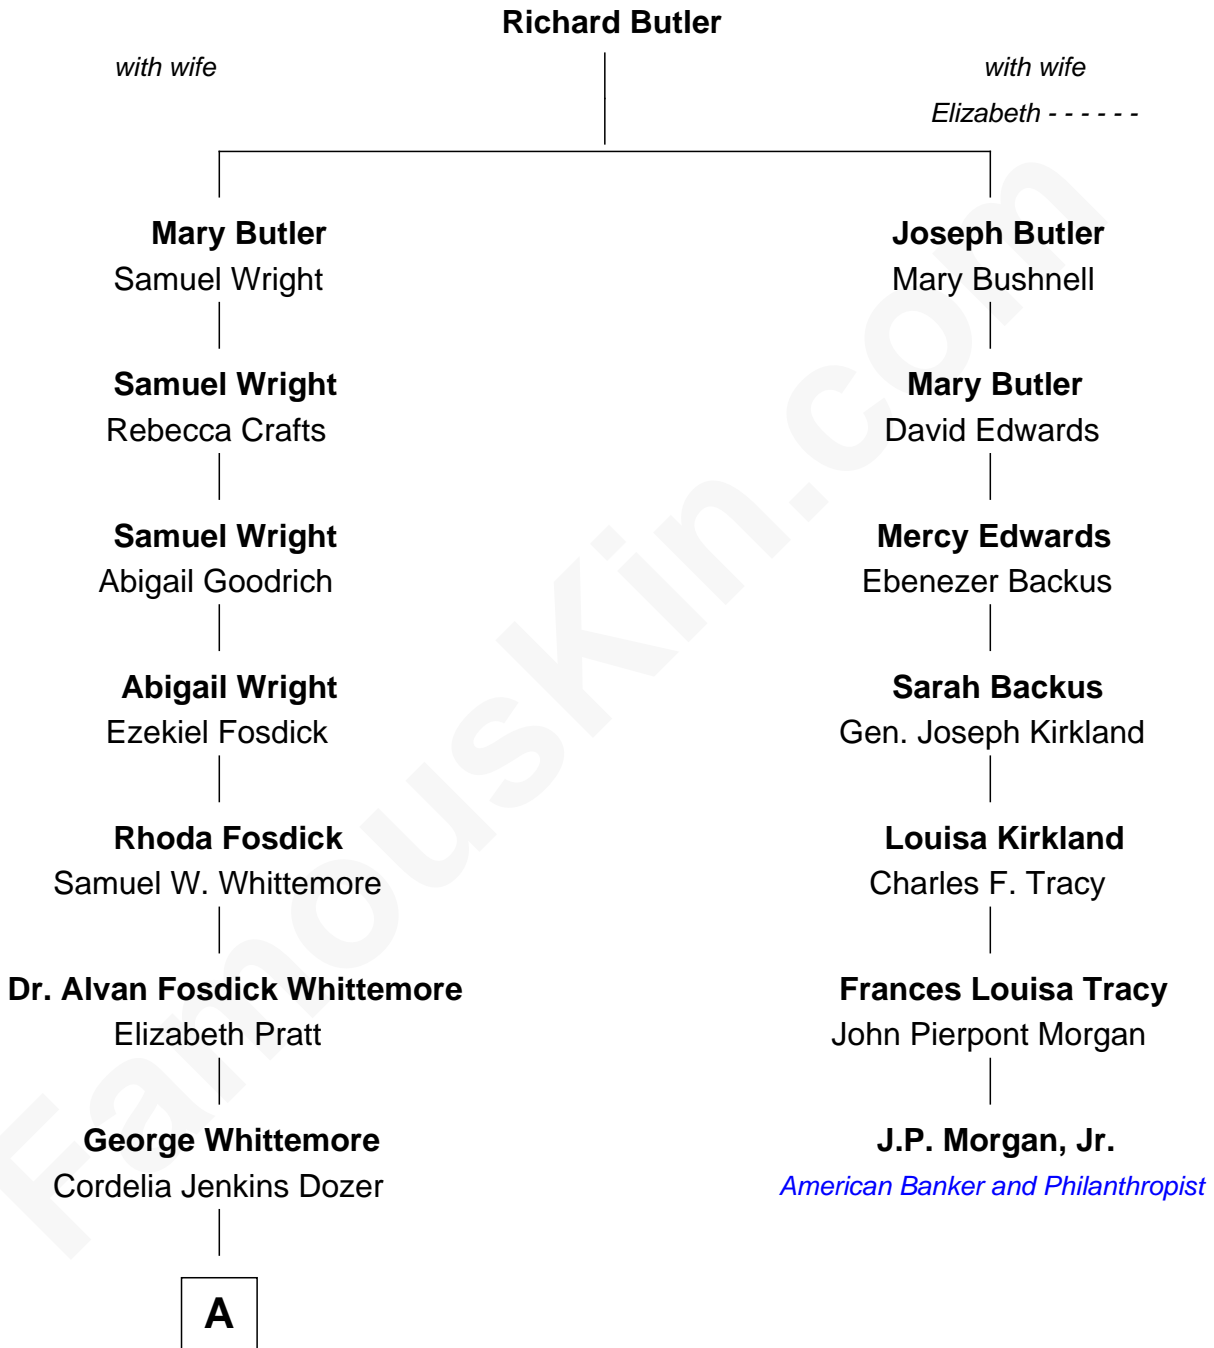 Richard Butler
with wife
with wife
Elizabeth - - - - - -
Mary Butler
Samuel Wright
Joseph Butler
Mary Bushnell
Samuel Wright
Rebecca Crafts
Mary Butler
David Edwards
Samuel Wright
Abigail Goodrich
Mercy Edwards
Ebenezer Backus
Abigail Wright
Ezekiel Fosdick
Sarah Backus
Gen. Joseph Kirkland
Rhoda Fosdick
Samuel W. Whittemore
Louisa Kirkland
Charles F. Tracy
Dr. Alvan Fosdick Whittemore
Elizabeth Pratt
Frances Louisa Tracy
John Pierpont Morgan
George Whittemore
Cordelia Jenkins Dozer
J.P. Morgan, Jr.
American Banker and Philanthropist
A
FamousKin.com